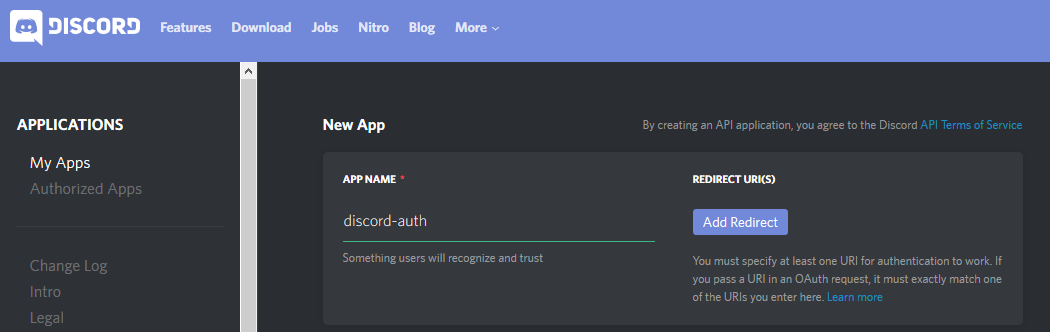 DISCORD Features Download Jobs Nitro Blog More
APPLICATIONS
My Apps
Authorized Apps
Change Log
Intro
Legal
New App
By creating an API application, you agree to the Discord API Terms of Service
APP NAME *
discord-auth
Something users will recognize and trust
REDIRECT URI(S)
Add Redirect
You must specify at least one URI for authentication to work. If
you pass a URI in an OAuth request, it must exactly match one
of the URIs you enter here. Learn more